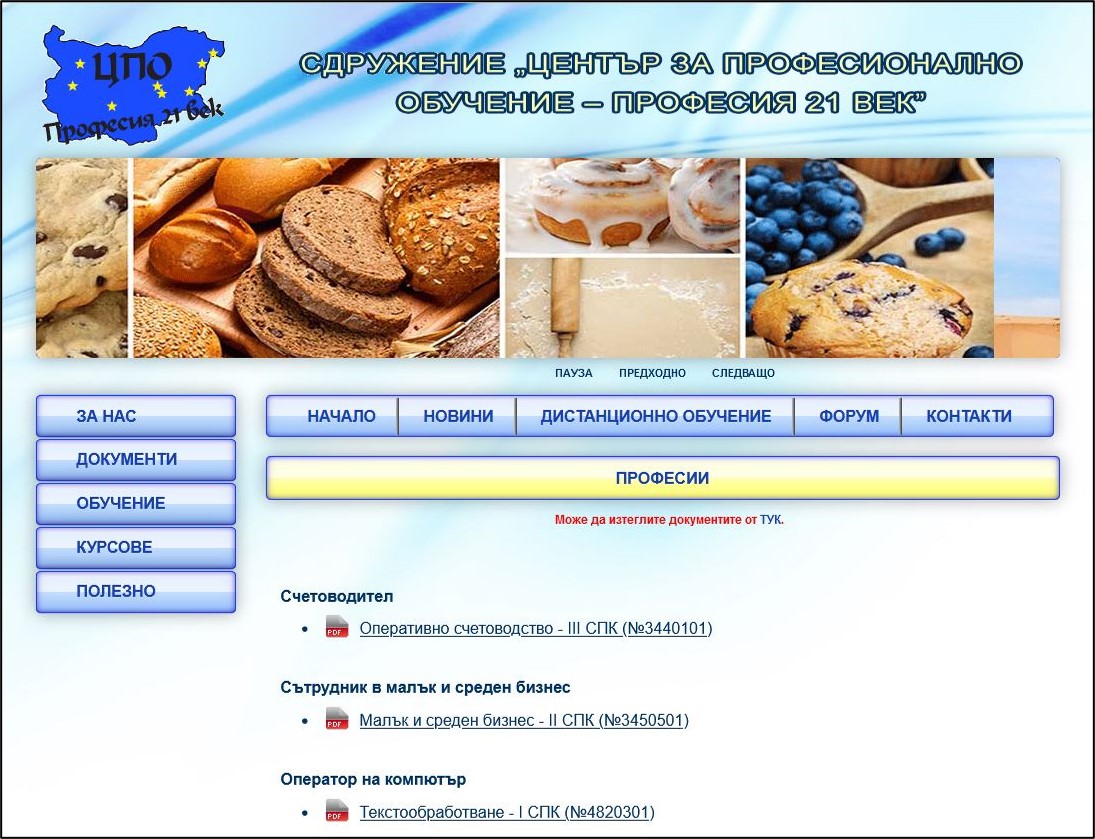 ЦПО
Професия 21 век
СДРУЖЕНИЕ „ЦЕНТЪР ЗА ПРОФЕСИОНАЛНО
ОБУЧЕНИЕ – ПРОФЕСИЯ 21 ВЕК”
ПАУЗА ПРЕДХОДНО СЛЕДВАЩО
ЗА НАС
ДОКУМЕНТИ
ОБУЧЕНИЕ
КУРСОВЕ
ПОЛЕЗНО
НАЧАЛО НОВИНИ ДИСТАНЦИОННО ОБУЧЕНИЕ ФОРУМ КОНТАКТИ
ПРОФЕСИИ
Може да изтеглите документите от ТУК.
Счетоводител
• PDF Оперативно счетоводство - III СПК (№3440101)
Сътрудник в малък и среден бизнес
• PDF Малък и среден бизнес - II СПК (№3450501)
Оператор на компютър
• PDF Текстообработване - I СПК (№4820301)